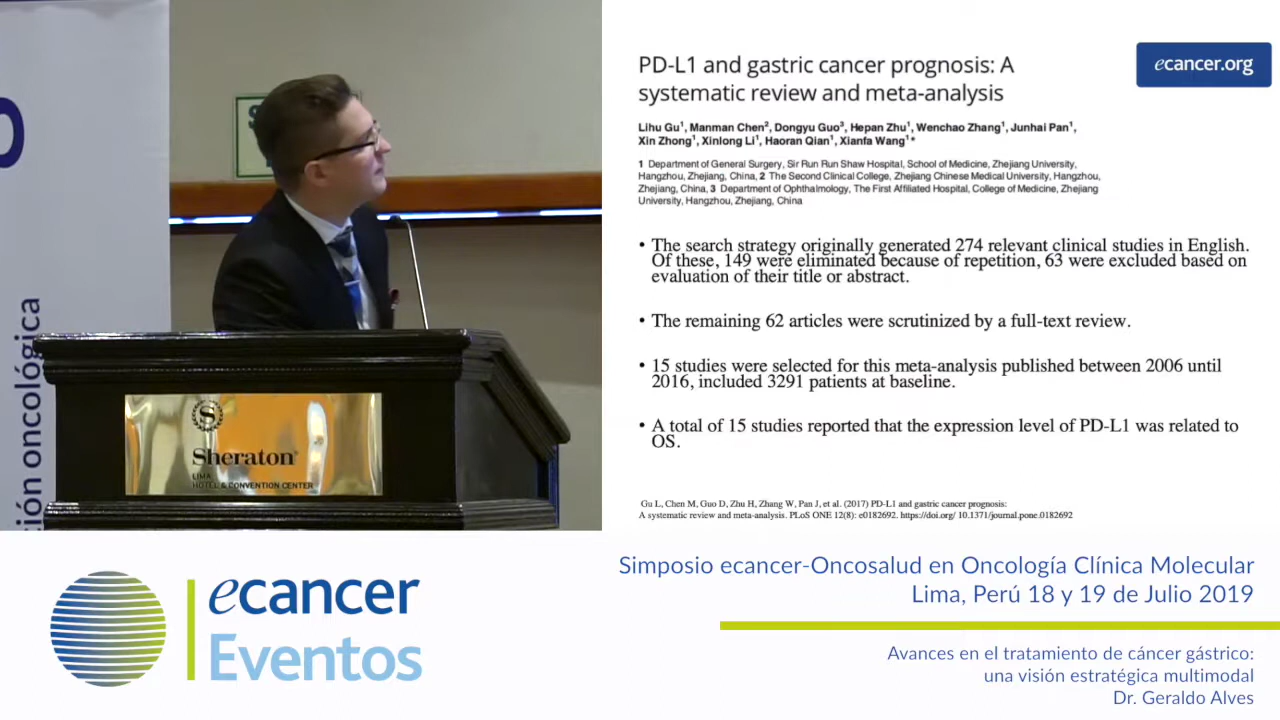 PD-L1 and gastric cancer prognosis: A
systematic review and meta-analysis
ecancer.org
Lihu Gu1, Manman Chen2, Dongyu Guo3, Hepan Zhu1, Wenchao Zhang1, Junhai Pan1,
Xin Zhong1, Xinlong Li1, Haoran Qian1, Xianfa Wang1*
1 Department of General Surgery, Sir Run Run Shaw Hospital, School of Medicine, Zhejiang University,
Hangzhou, Zhejiang, China, 2 The Second Clinical College, Zhejiang Chinese Medical University, Hangzhou,
Zhejiang, China, 3 Department of Ophthalmology, The First Affiliated Hospital, College of Medicine, Zhejiang
University, Hangzhou, Zhejiang, China
• The search strategy originally generated 274 relevant clinical studies in English.
Of these, 149 were eliminated because of repetition, 63 were excluded based on
evaluation of their title or abstract.
• The remaining 62 articles were scrutinized by a full-text review.
• 15 studies were selected for this meta-analysis published between 2006 until
2016, included 3291 patients at baseline.
• A total of 15 studies reported that the expression level of PD-L1 was related to
OS.
Gu L, Chen M, Guo D, Zhu H, Zhang W, Pan J, et al. (2017) PD-L1 and gastric cancer prognosis:
A systematic review and meta-analysis. PLoS ONE 12(8): e0182692. https://doi.org/ 10.1371/journal.pone.0182692
ción oncológica
S
Sheraton
LIMA
HOTEL & CONVENTION CENTER
ecancer
Eventos
Simposio ecancer-Oncosalud en Oncología Clínica Molecular
Lima, Perú 18 y 19 de Julio 2019
Avances en el tratamiento de cáncer gástrico:
una visión estratégica multimodal
Dr. Geraldo Alves